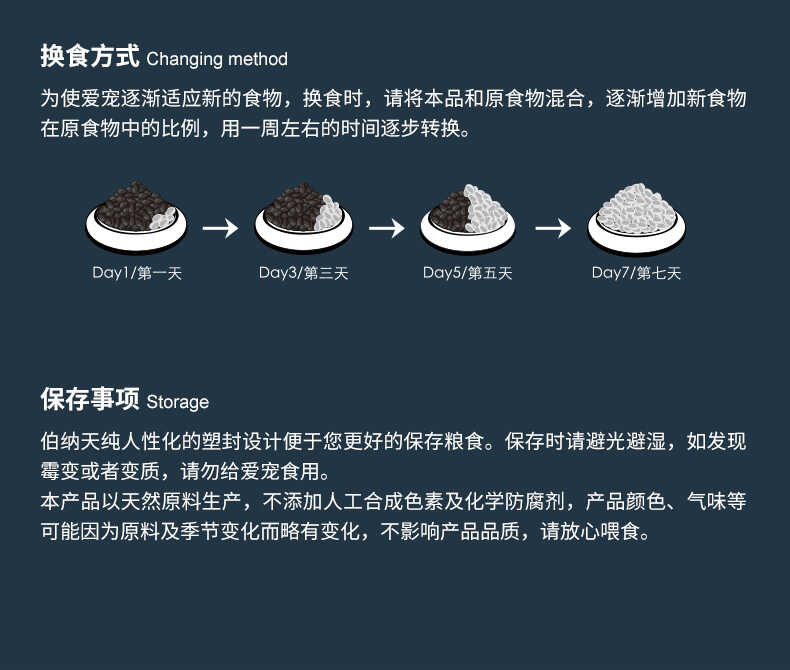 换食方式 Changing method
为使爱宠逐渐适应新的食物，换食时，请将本品和原食物混合，逐渐增加新食物
在原食物中的比例，用一周左右的时间逐步转换。
Day1/第一天 Day3/第三天 Day5/第五天 Day7/第七天
保存事项 Storage
伯纳天纯人性化的塑封设计便于您更好的保存粮食。保存时请避光避湿，如发现
霉变或者变质，请勿给爱宠食用。
本产品以天然原料生产，不添加人工合成色素及化学防腐剂，产品颜色、气味等
可能因为原料及季节变化而略有变化，不影响产品品质，请放心喂食。